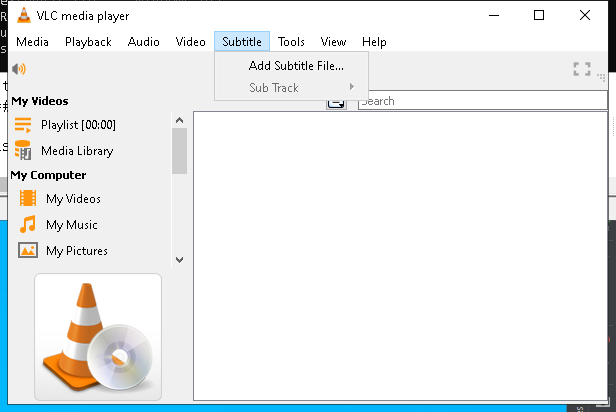 VLC media player
Media Playback Audio Video Subtitle Tools View Help
Add Subtitle File...
Sub Track
Search
My Videos
Playlist [00:00]
Media Library
My Computer
My Videos
My Music
My Pictures